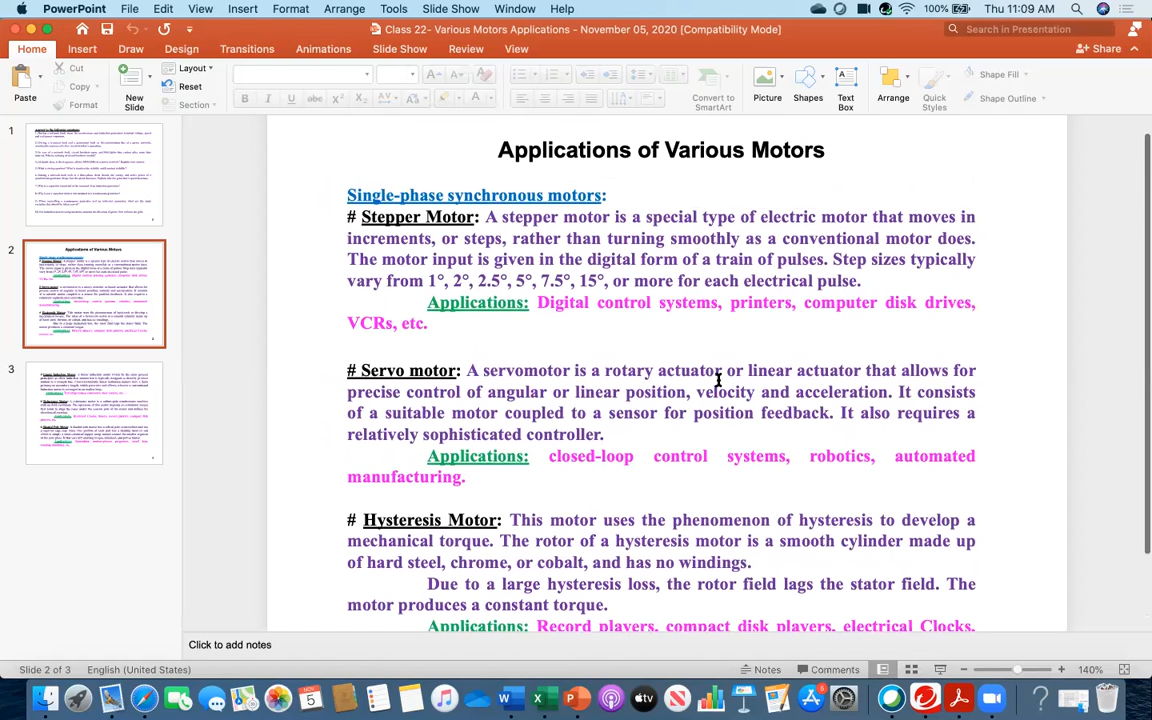 PowerPoint File Edit View Insert Format Arrange Tools Slide Show Window Help 100% Thu 11:09 AM
Class 22- Various Motors Applications - November 05, 2020 [Compatibility Mode] Search in Presentation
Home Insert Draw Design Transitions Animations Slide Show Review View Share
Paste Cut Copy Format New Slide Layout Reset Section
B I U abc X² X₂ AV Aa A
Convert to SmartArt Picture Shapes Text Box Arrange Quick Styles Shape Fill Shape Outline
1
2
3
Applications of Various Motors
Single-phase synchronous motors:
# Stepper Motor: A stepper motor is a special type of electric motor that moves in
increments, or steps, rather than turning smoothly as a conventional motor does.
The motor input is given in the digital form of a train of pulses. Step sizes typically
vary from 1°, 2°, 2.5°, 5°, 7.5°, 15°, or more for each electrical pulse.
Applications: Digital control systems, printers, computer disk drives,
VCRs, etc.
# Servo motor: A servomotor is a rotary actuator or linear actuator that allows for
precise control of angular or linear position, velocity and acceleration. It consists
of a suitable motor coupled to a sensor for position feedback. It also requires a
relatively sophisticated controller.
Applications: closed-loop control systems, robotics, automated
manufacturing.
# Hysteresis Motor: This motor uses the phenomenon of hysteresis to develop a
mechanical torque. The rotor of a hysteresis motor is a smooth cylinder made up
of hard steel, chrome, or cobalt, and has no windings.
Due to a large hysteresis loss, the rotor field lags the stator field. The
motor produces a constant torque.
Applications: Record players, compact disk players, electrical Clocks,
Click to add notes
Slide 2 of 3 English (United States) Notes Comments 140%